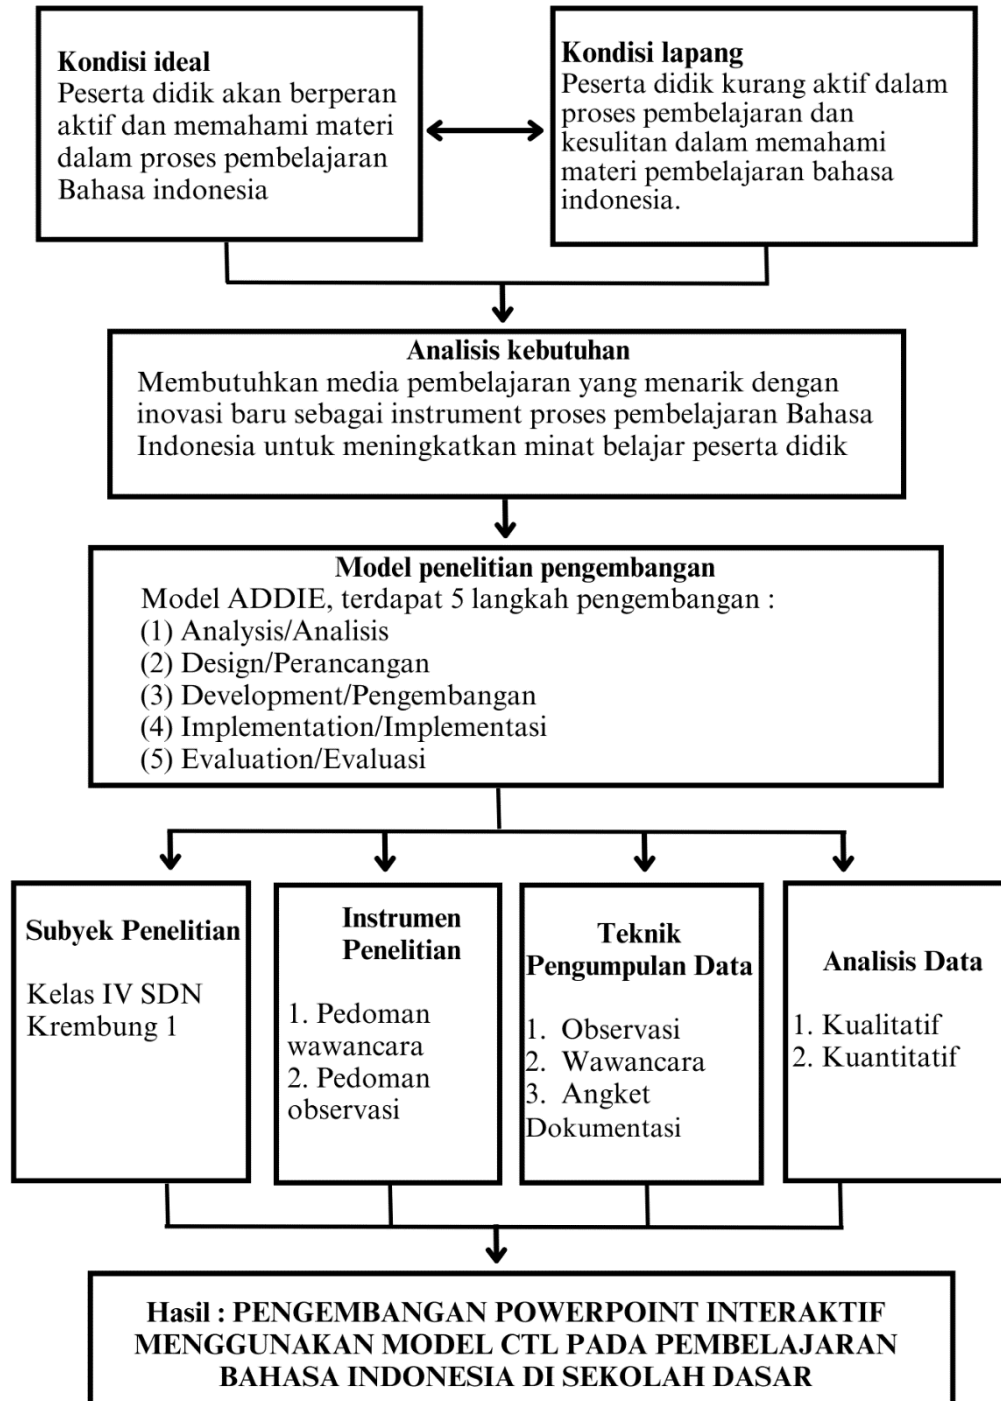 Kondisi ideal
Peserta didik akan berperan
aktif dan memahami materi
dalam proses pembelajaran
Bahasa indonesia
Kondisi lapang
Peserta didik kurang aktif dalam
proses pembelajaran dan
kesulitan dalam memahami
materi pembelajaran bahasa
indonesia.
Analisis kebutuhan
Membutuhkan media pembelajaran yang menarik dengan
inovasi baru sebagai instrument proses pembelajaran Bahasa
Indonesia untuk meningkatkan minat belajar peserta didik
Model penelitian pengembangan
Model ADDIE, terdapat 5 langkah pengembangan :
(1) Analysis/Analisis
(2) Design/Perancangan
(3) Development/Pengembangan
(4) Implementation/Implementasi
(5) Evaluation/Evaluasi
Subyek Penelitian
Kelas IV SDN
Krembung 1
Instrumen
Penelitian
1. Pedoman
wawancara
2. Pedoman
observasi
Teknik
Pengumpulan Data
1. Observasi
2. Wawancara
3. Angket
Dokumentasi
Analisis Data
1. Kualitatif
2. Kuantitatif
Hasil : PENGEMBANGAN POWERPOINT INTERAKTIF
MENGGUNAKAN MODEL CTL PADA PEMBELAJARAN
BAHASA INDONESIA DI SEKOLAH DASAR